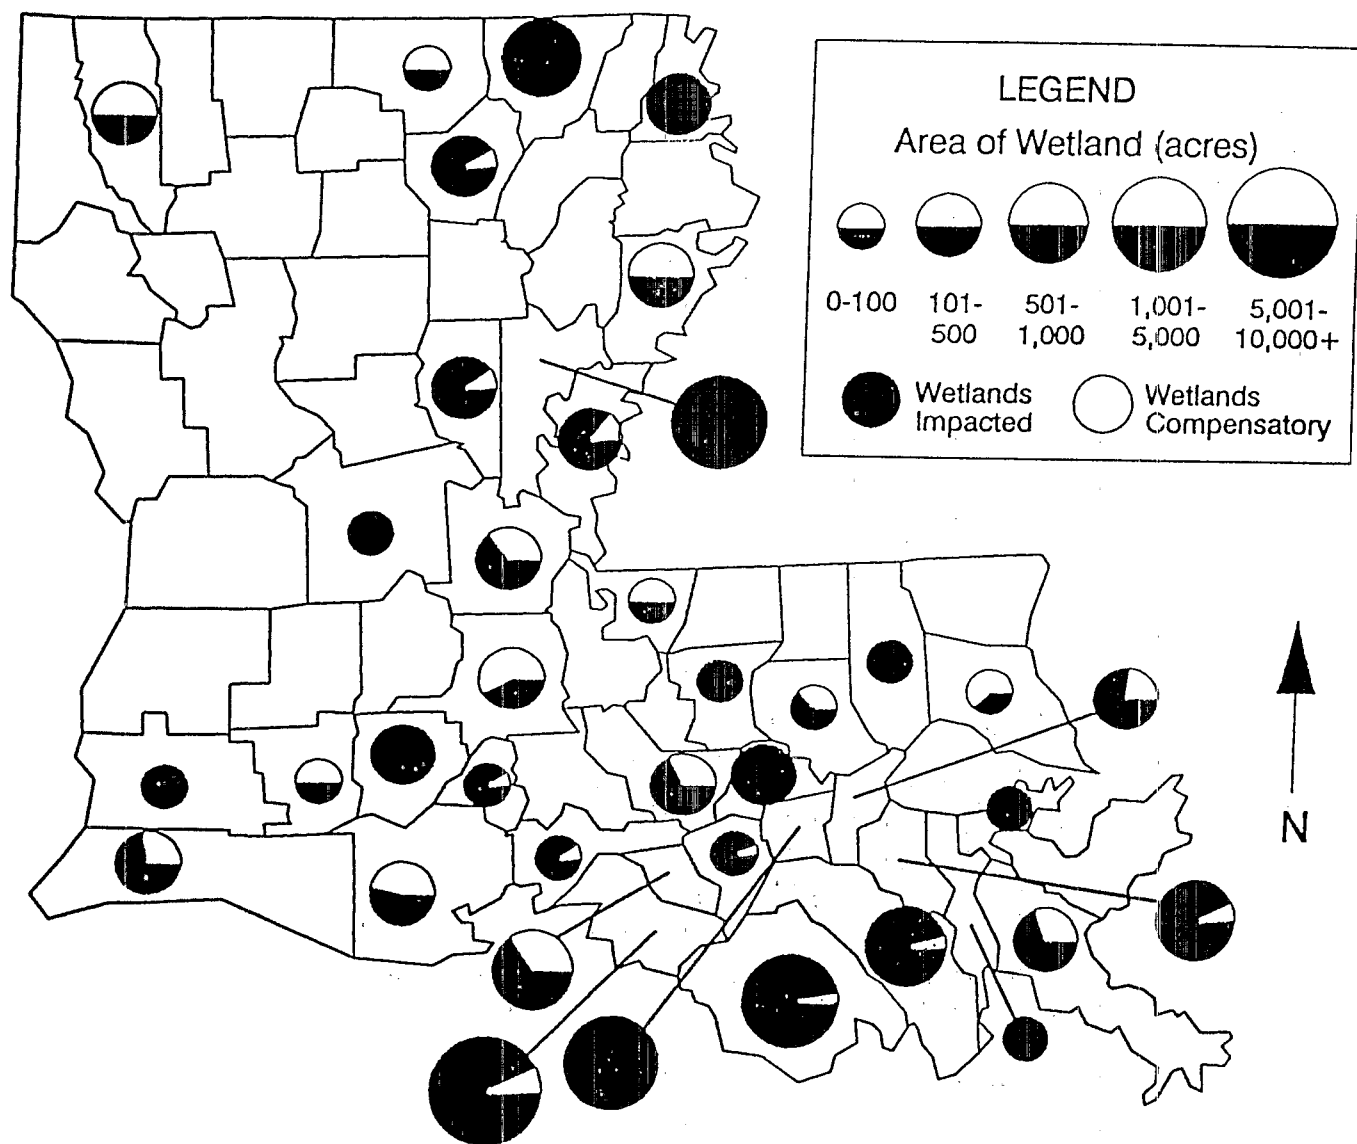 LEGEND
Area of Wetland (acres)
0-100 101- 501- 1,001- 5,001-
500 1,000 5,000 10,000+
Wetlands Wetlands
Impacted Compensatory
N